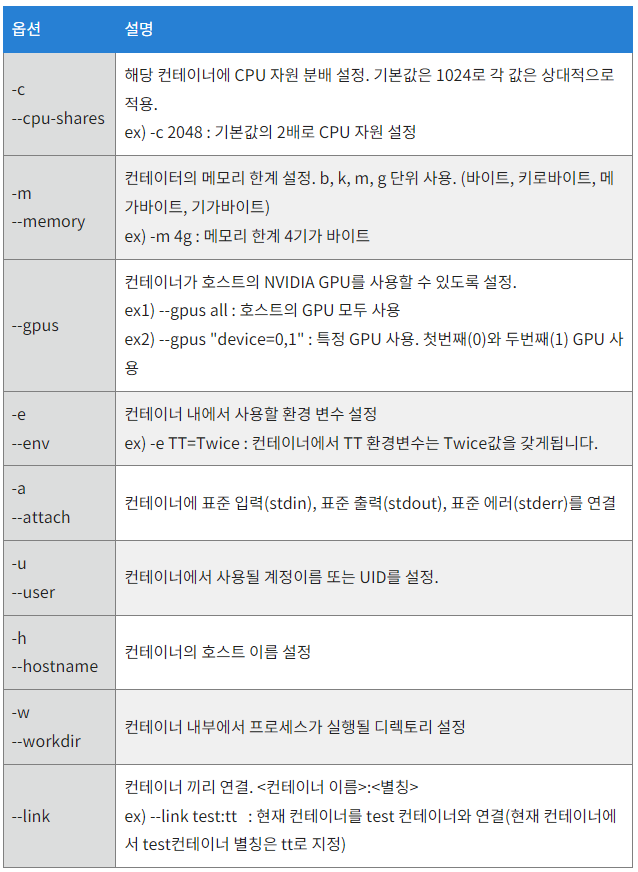 옵션 설명
-c
--cpu-shares
해당 컨테이너에 CPU 자원 분배 설정. 기본값은 1024로 각 값은 상대적으로
적용.
ex) -c 2048 : 기본값의 2배로 CPU 자원 설정
-m
--memory
컨테이터의 메모리 한계 설정. b, k, m, g 단위 사용. (바이트, 키로바이트, 메
가바이트, 기가바이트)
ex) -m 4g : 메모리 한계 4기가 바이트
--gpus
컨테이너가 호스트의 NVIDIA GPU를 사용할 수 있도록 설정.
ex1) --gpus all : 호스트의 GPU 모두 사용
ex2) --gpus "device=0,1" : 특정 GPU 사용. 첫번째(0)와 두번째(1) GPU 사
용
-e
--env
컨테이너 내에서 사용할 환경 변수 설정
ex) -e TT=Twice : 컨테이너에서 TT 환경변수는 Twice값을 갖게됩니다.
-a
--attach
컨테이너에 표준 입력(stdin), 표준 출력(stdout), 표준 에러(stderr)를 연결
-u
--user
컨테이너에서 사용될 계정이름 또는 UID를 설정.
-h
--hostname
컨테이너의 호스트 이름 설정
-w
--workdir
컨테이너 내부에서 프로세스가 실행될 디렉토리 설정
--link
컨테이너 끼리 연결. <컨테이너 이름>:<별칭>
ex) --link test:tt : 현재 컨테이너를 test 컨테이너와 연결(현재 컨테이너에
서 test컨테이너 별칭은 tt로 지정)